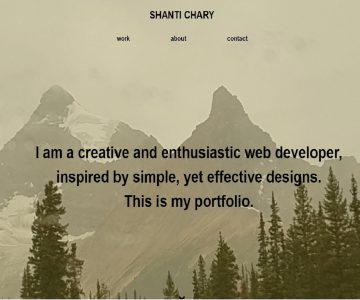 SHANTI CHARY
work about contact
I am a creative and enthusiastic web developer,
inspired by simple, yet effective designs.
This is my portfolio.